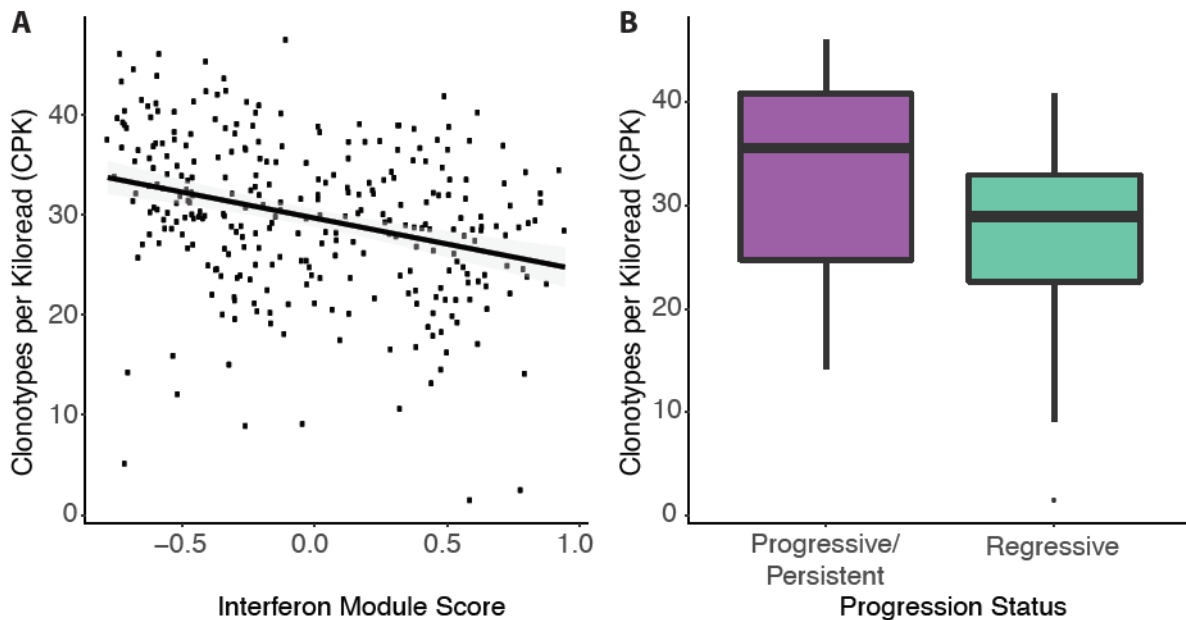 A
Clonotypes per Kiloread (CPK)
40
30
20
10
0
−0.5
0.0
0.5
1.0
Interferon Module Score
B
Clonotypes per Kiloread (CPK)
40
30
20
10
0
Progressive/
Persistent
Regressive
Progression Status